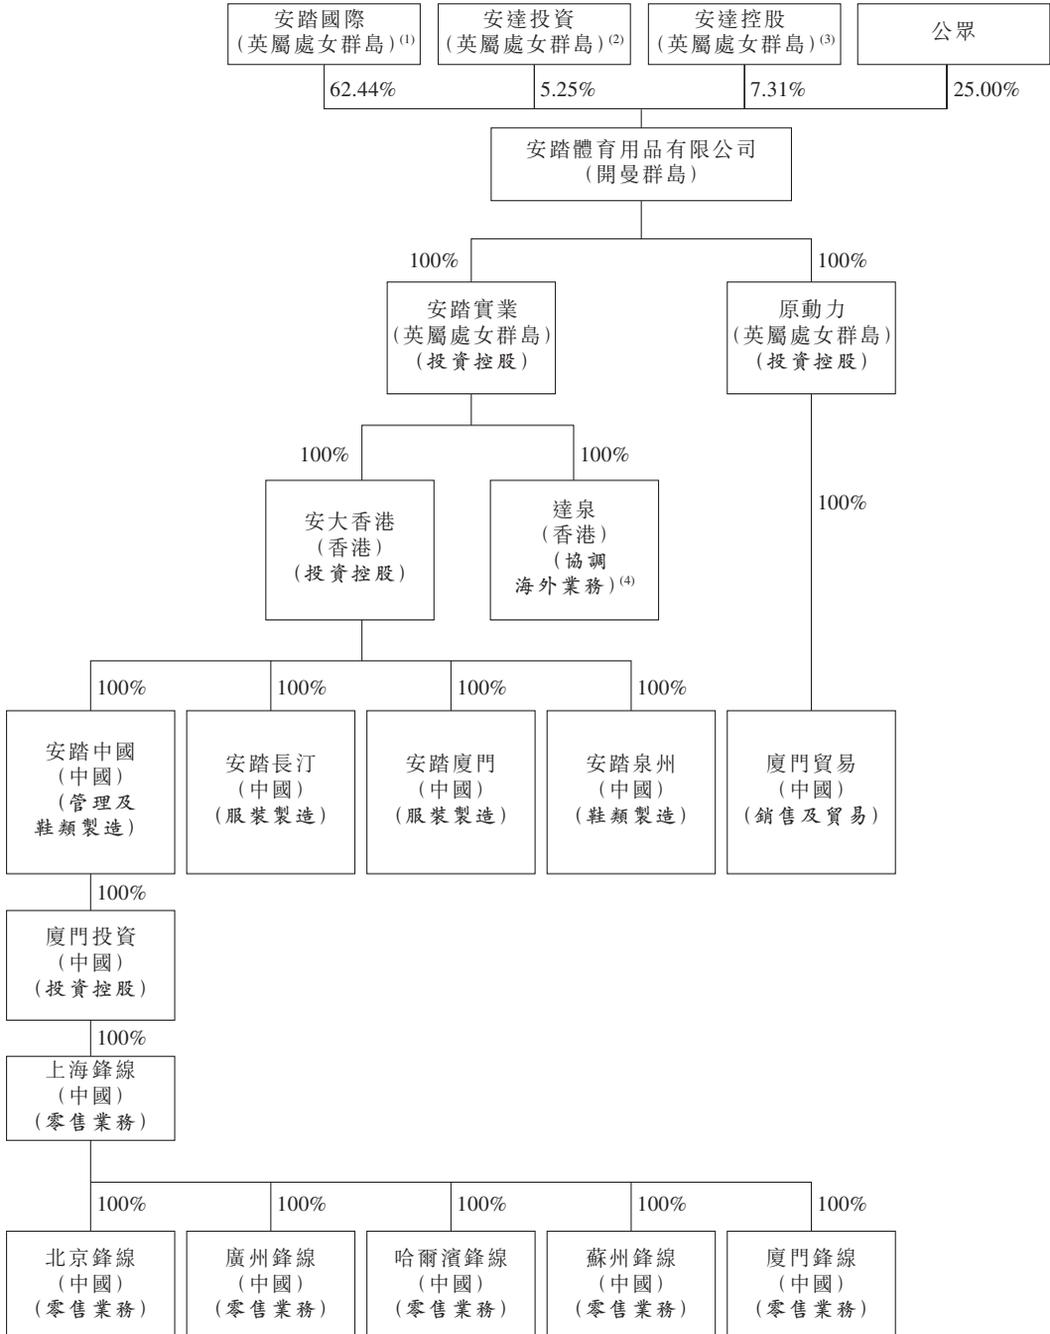 安踏國際
(英屬處女群島)(1)
安達投資
(英屬處女群島)(2)
安達控股
(英屬處女群島)(3)
公眾
62.44%
5.25%
7.31%
25.00%
安踏體育用品有限公司
(開曼群島)
100%
100%
安踏實業
(英屬處女群島)
(投資控股)
原動力
(英屬處女群島)
(投資控股)
100%
100%
100%
安大香港
(香港)
(投資控股)
達泉
(香港)
(協調
海外業務)(4)
100%
100%
100%
100%
安踏中國
(中國)
(管理及
鞋類製造)
安踏長汀
(中國)
(服裝製造)
安踏廈門
(中國)
(服裝製造)
安踏泉州
(中國)
(鞋類製造)
廈門貿易
(中國)
(銷售及貿易)
100%
廈門投資
(中國)
(投資控股)
100%
上海鋒線
(中國)
(零售業務)
100%
100%
100%
100%
100%
北京鋒線
(中國)
(零售業務)
廣州鋒線
(中國)
(零售業務)
哈爾濱鋒線
(中國)
(零售業務)
蘇州鋒線
(中國)
(零售業務)
廈門鋒線
(中國)
(零售業務)